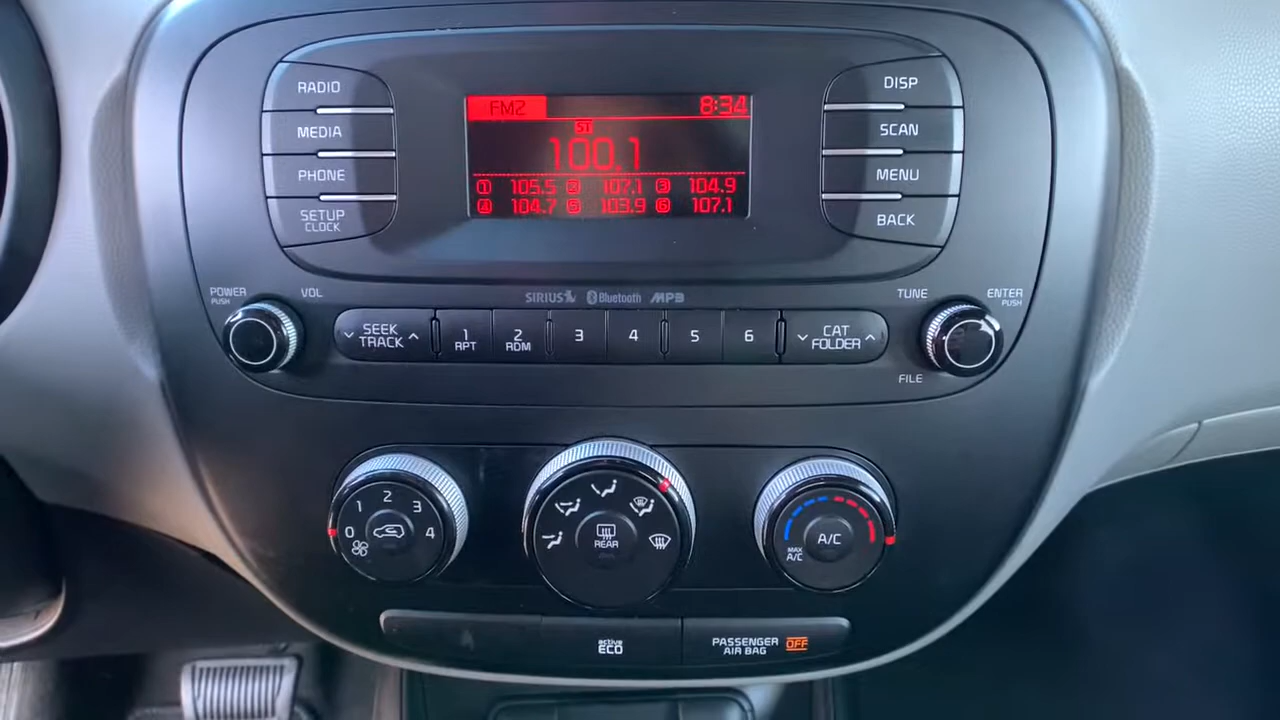 RADIO
MEDIA
PHONE
SETUP
CLOCK
FM2 8:34
ST
100.1
1 105.5 2 107.1 3 104.9
4 104.7 5 103.9 6 107.1
DISP
SCAN
MENU
BACK
POWER
PUSH
VOL
SIRIUS Bluetooth MP3
TUNE
ENTER
PUSH
SEEK
TRACK
1
RPT
2
RDM
3
4
5
6
CAT
FOLDER
FILE
0 1 2 3 4
REAR
A/C
MAX
A/C
active
ECO
PASSENGER
AIR BAG OFF